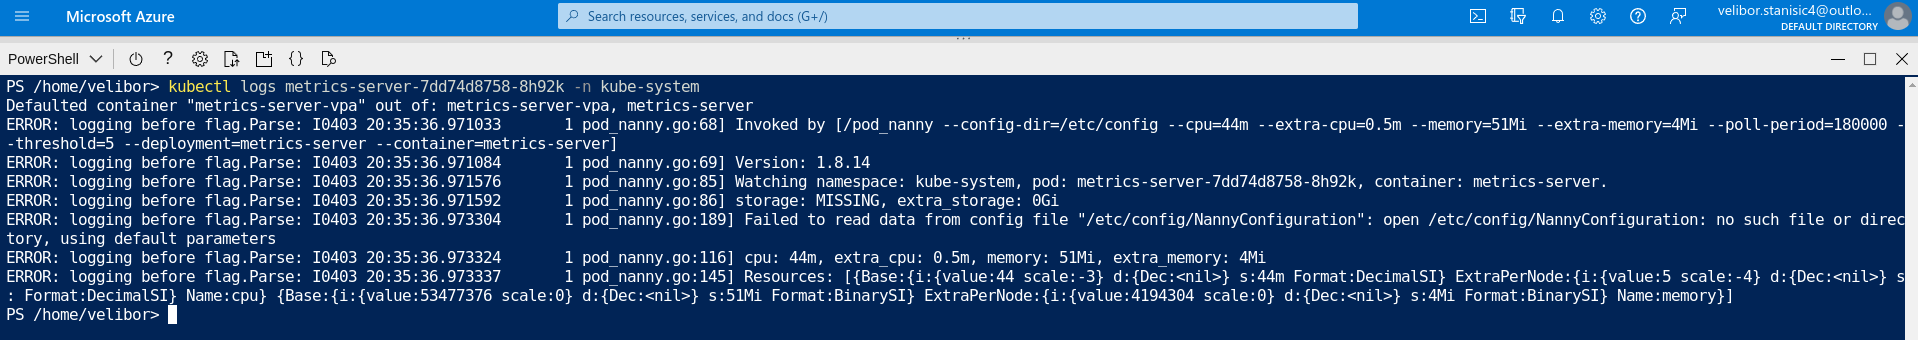 Microsoft Azure
Search resources, services, and docs (G+/)
velibor.stanisic4@outlo...
DEFAULT DIRECTORY
PowerShell
PS /home/velibor> kubectl logs metrics-server-7dd74d8758-8h92k -n kube-system
Defaulted container "metrics-server-vpa" out of: metrics-server-vpa, metrics-server
ERROR: logging before flag.Parse: I0403 20:35:36.971033       1 pod_nanny.go:68] Invoked by [/pod_nanny --config-dir=/etc/config --cpu=44m --extra-cpu=0.5m --memory=51Mi --extra-memory=4Mi --poll-period=180000 -
-threshold=5 --deployment=metrics-server --container=metrics-server]
ERROR: logging before flag.Parse: I0403 20:35:36.971084       1 pod_nanny.go:69] Version: 1.8.14
ERROR: logging before flag.Parse: I0403 20:35:36.971576       1 pod_nanny.go:85] Watching namespace: kube-system, pod: metrics-server-7dd74d8758-8h92k, container: metrics-server.
ERROR: logging before flag.Parse: I0403 20:35:36.971592       1 pod_nanny.go:86] storage: MISSING, extra_storage: 0Gi
ERROR: logging before flag.Parse: I0403 20:35:36.973304       1 pod_nanny.go:189] Failed to read data from config file "/etc/config/NannyConfiguration": open /etc/config/NannyConfiguration: no such file or direc
tory, using default parameters
ERROR: logging before flag.Parse: I0403 20:35:36.973324       1 pod_nanny.go:116] cpu: 44m, extra_cpu: 0.5m, memory: 51Mi, extra_memory: 4Mi
ERROR: logging before flag.Parse: I0403 20:35:36.973337       1 pod_nanny.go:145] Resources: [{Base:{i:{value:44 scale:-3} d:{Dec:<nil>} s:44m Format:DecimalSI} ExtraPerNode:{i:{value:5 scale:-4} d:{Dec:<nil>} s
: Format:DecimalSI} Name:cpu} {Base:{i:{value:53477376 scale:0} d:{Dec:<nil>} s:51Mi Format:BinarySI} ExtraPerNode:{i:{value:4194304 scale:0} d:{Dec:<nil>} s:4Mi Format:BinarySI} Name:memory}]
PS /home/velibor>